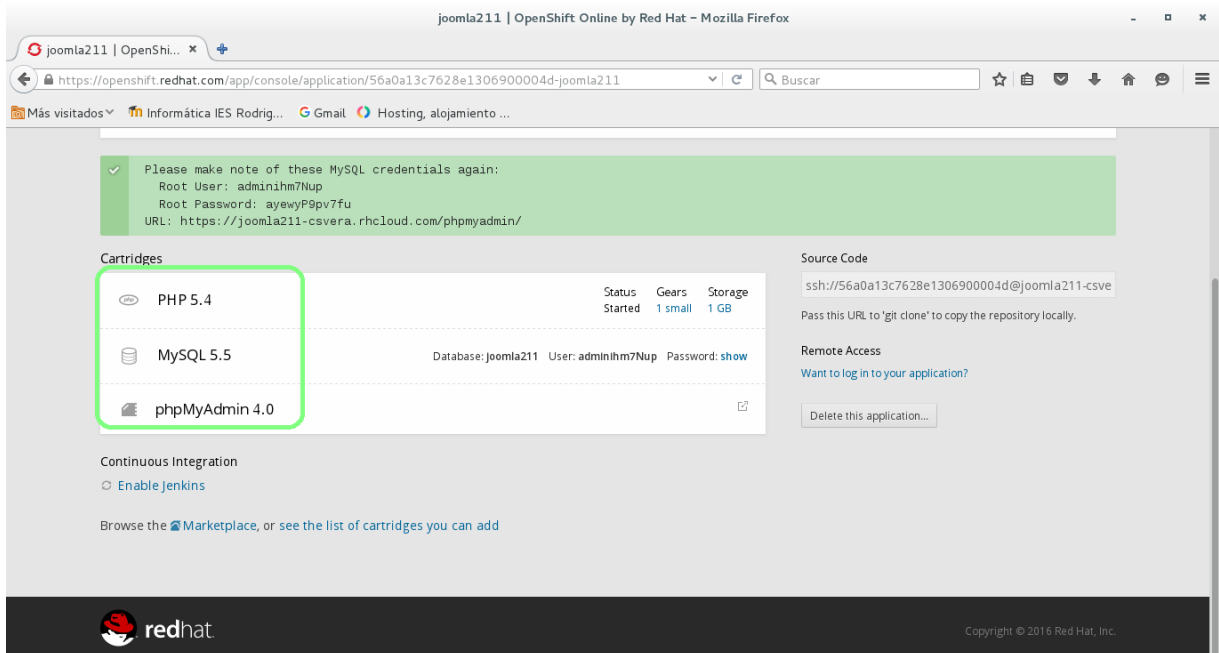 joomla211 | OpenShift Online by Red Hat - Mozilla Firefox
joomla211 | OpenShi...
https://openshift.redhat.com/app/console/application/56a0a13c7628e1306900004d-joomla211
Buscar
Más visitados
Informática IES Rodrig...
Gmail
Hosting, alojamiento ...
Please make note of these MySQL credentials again:
Root User: adminihm7Nup
Root Password: ayewyP9pv7fu
URL: https://joomla211-csvera.rhcloud.com/phpmyadmin/
Cartridges
php
PHP 5.4
Status Gears Storage
Started 1 small 1 GB
MySQL 5.5
Database: joomla211 User: adminihm7Nup Password: show
phpMyAdmin 4.0
Source Code
ssh://56a0a13c7628e1306900004d@joomla211-csve
Pass this URL to 'git clone' to copy the repository locally.
Remote Access
Want to log in to your application?
Delete this application...
Continuous Integration
Enable Jenkins
Browse the Marketplace, or see the list of cartridges you can add
redhat.
Copyright © 2016 Red Hat, Inc.